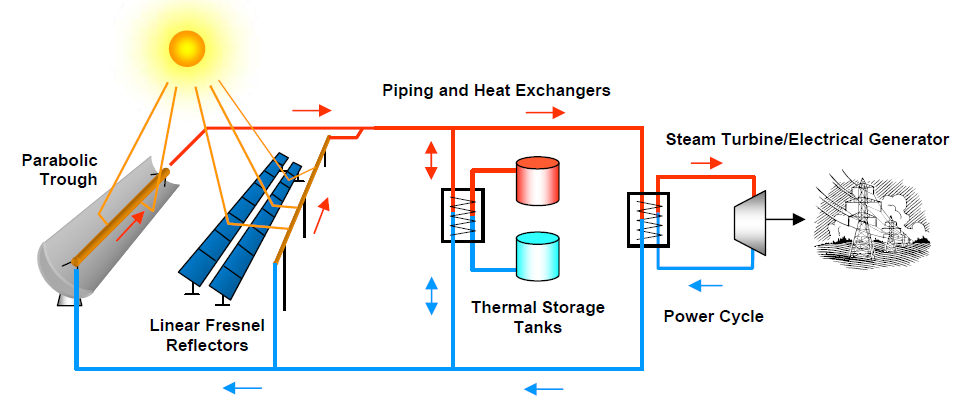 Piping and Heat Exchangers
Steam Turbine/Electrical Generator
Parabolic
Trough
Linear Fresnel
Reflectors
Thermal Storage
Tanks
Power Cycle